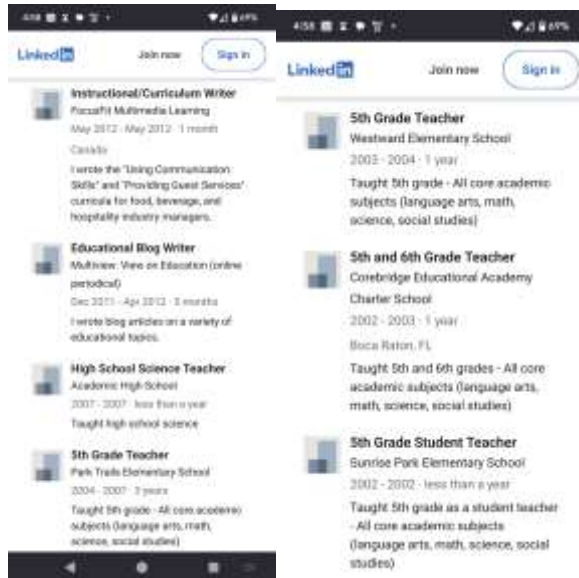 4:58
69%
LinkedIn
Join now
Sign in
Instructional/Curriculum Writer
FocusFit Multimedia Learning
May 2012 - May 2012 · 1 month
Canada
I wrote the "Using Communication
Skills" and "Providing Guest Services"
curricula for food, beverage, and
hospitality industry managers.
Educational Blog Writer
Multiview: View on Education (online
periodical)
Dec 2011 - Apr 2012 · 5 months
I wrote blog articles on a variety of
educational topics.
High School Science Teacher
Academic High School
2007 - 2007 · less than a year
Taught high school science
5th Grade Teacher
Park Trails Elementary School
2004 - 2007 · 3 years
Taught 5th grade - All core academic
subjects (language arts, math,
science, social studies)
4:58
69%
LinkedIn
Join now
Sign in
5th Grade Teacher
Westward Elementary School
2003 - 2004 · 1 year
Taught 5th grade - All core academic
subjects (language arts, math,
science, social studies)
5th and 6th Grade Teacher
Corebridge Educational Academy
Charter School
2002 - 2003 · 1 year
Boca Raton, FL
Taught 5th and 6th grades - All core
academic subjects (language arts,
math, science, social studies)
5th Grade Student Teacher
Sunrise Park Elementary School
2002 - 2002 · less than a year
Taught 5th grade as a student teacher
- All core academic subjects
(language arts, math, science, social
studies)